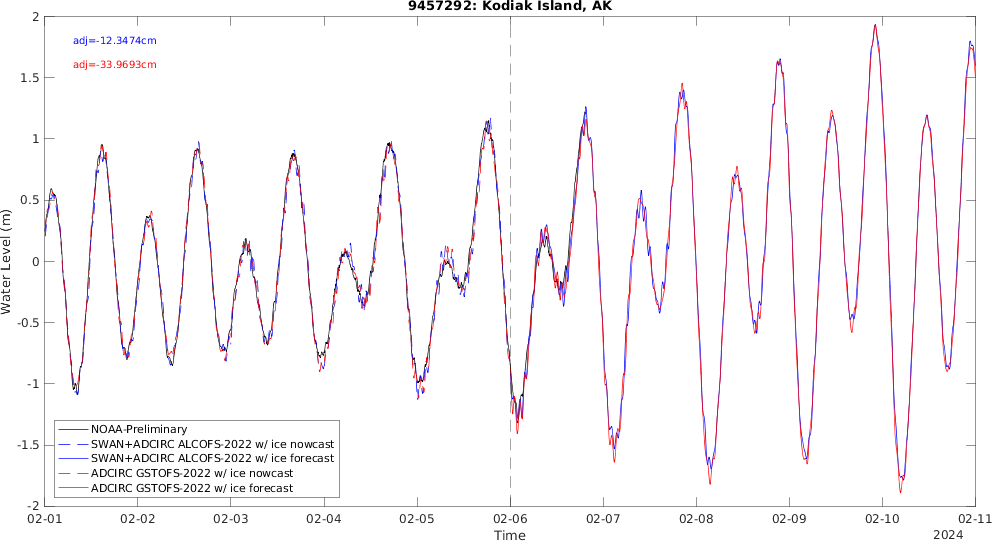 9457292: Kodiak Island, AK
2
1.5
1
0.5
0
-0.5
-1
-1.5
-2
Water Level (m)
adj=-12.3474cm
adj=-33.9693cm
NOAA-Preliminary
SWAN+ADCIRC ALCOFS-2022 w/ ice nowcast
SWAN+ADCIRC ALCOFS-2022 w/ ice forecast
ADCIRC GSTOFS-2022 w/ ice nowcast
ADCIRC GSTOFS-2022 w/ ice forecast
02-01 02-02 02-03 02-04 02-05 02-06 02-07 02-08 02-09 02-10 02-11
Time
2024